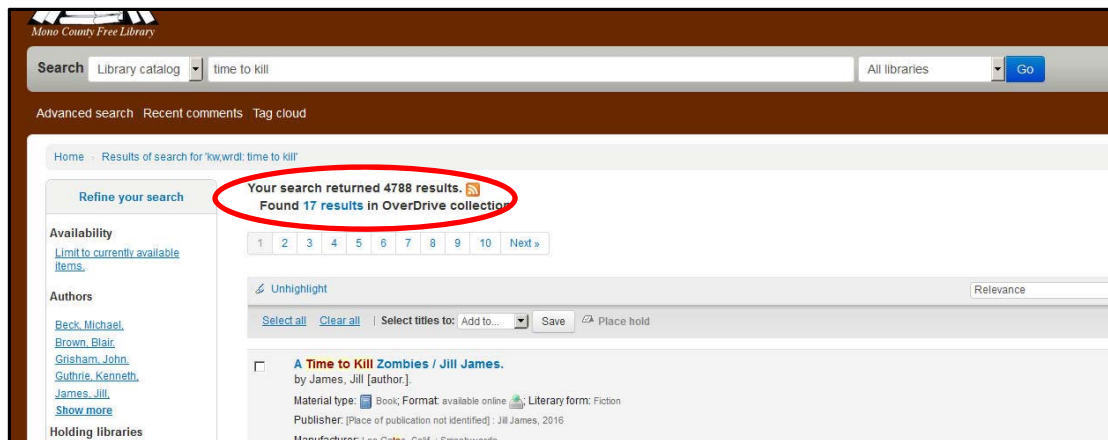 Mono County Free Library
Search Library catalog time to kill All libraries Go
Advanced search Recent comments Tag cloud
Home Results of search for 'kw,wrdl: time to kill'
Refine your search
Availability
Limit to currently available
items.
Authors
Beck, Michael,
Brown, Blair.
Grisham, John.
Guthrie, Kenneth,
James, Jill,
Show more
Holding libraries
Your search returned 4788 results.
Found 17 results in OverDrive collection
1 2 3 4 5 6 7 8 9 10 Next »
Unhighlight Relevance
Select all Clear all | Select titles to: Add to... Save Place hold
A Time to Kill Zombies / Jill James.
by James, Jill [author.].
Material type: Book; Format: available online ; Literary form: Fiction
Publisher: [Place of publication not identified] : Jill James, 2016
Manufacturer: Los Gatos, Calif. : Smashwords